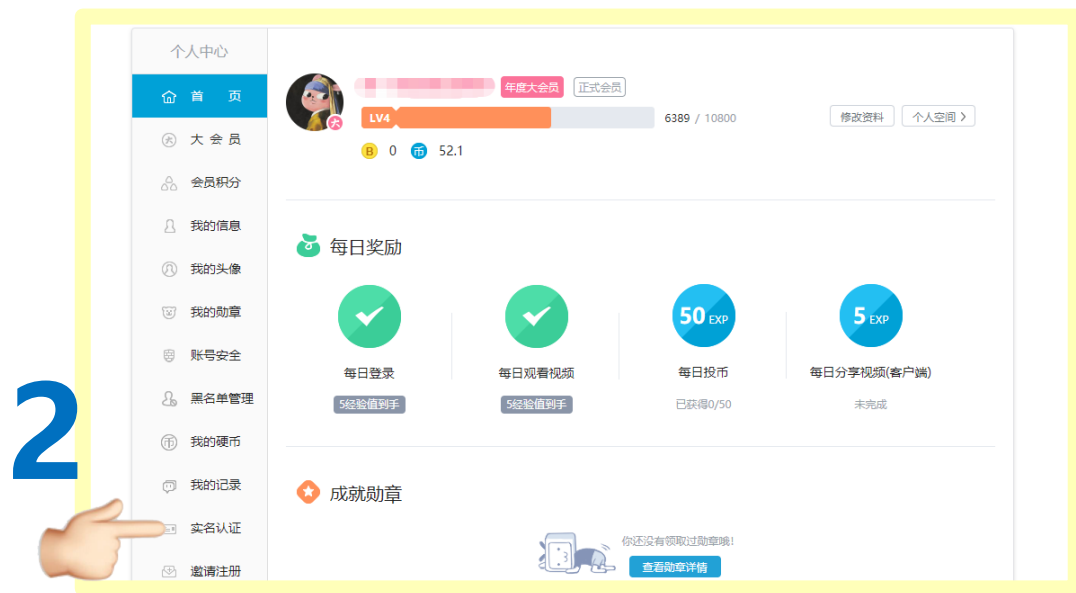 个人中心
首 页
大 会 员
会员积分
我的信息
我的头像
我的勋章
账号安全
黑名单管理
我的硬币
我的记录
实名认证
邀请注册
2
年度大会员 正式会员
大
LV4 6389 / 10800
修改资料 个人空间
B 0 币 52.1
每日奖励
50 EXP 5 EXP
每日登录 每日观看视频 每日投币 每日分享视频(客户端)
5经验值到手 5经验值到手 已获得0/50 未完成
成就勋章
你还没有领取过勋章哦!
查看勋章详情